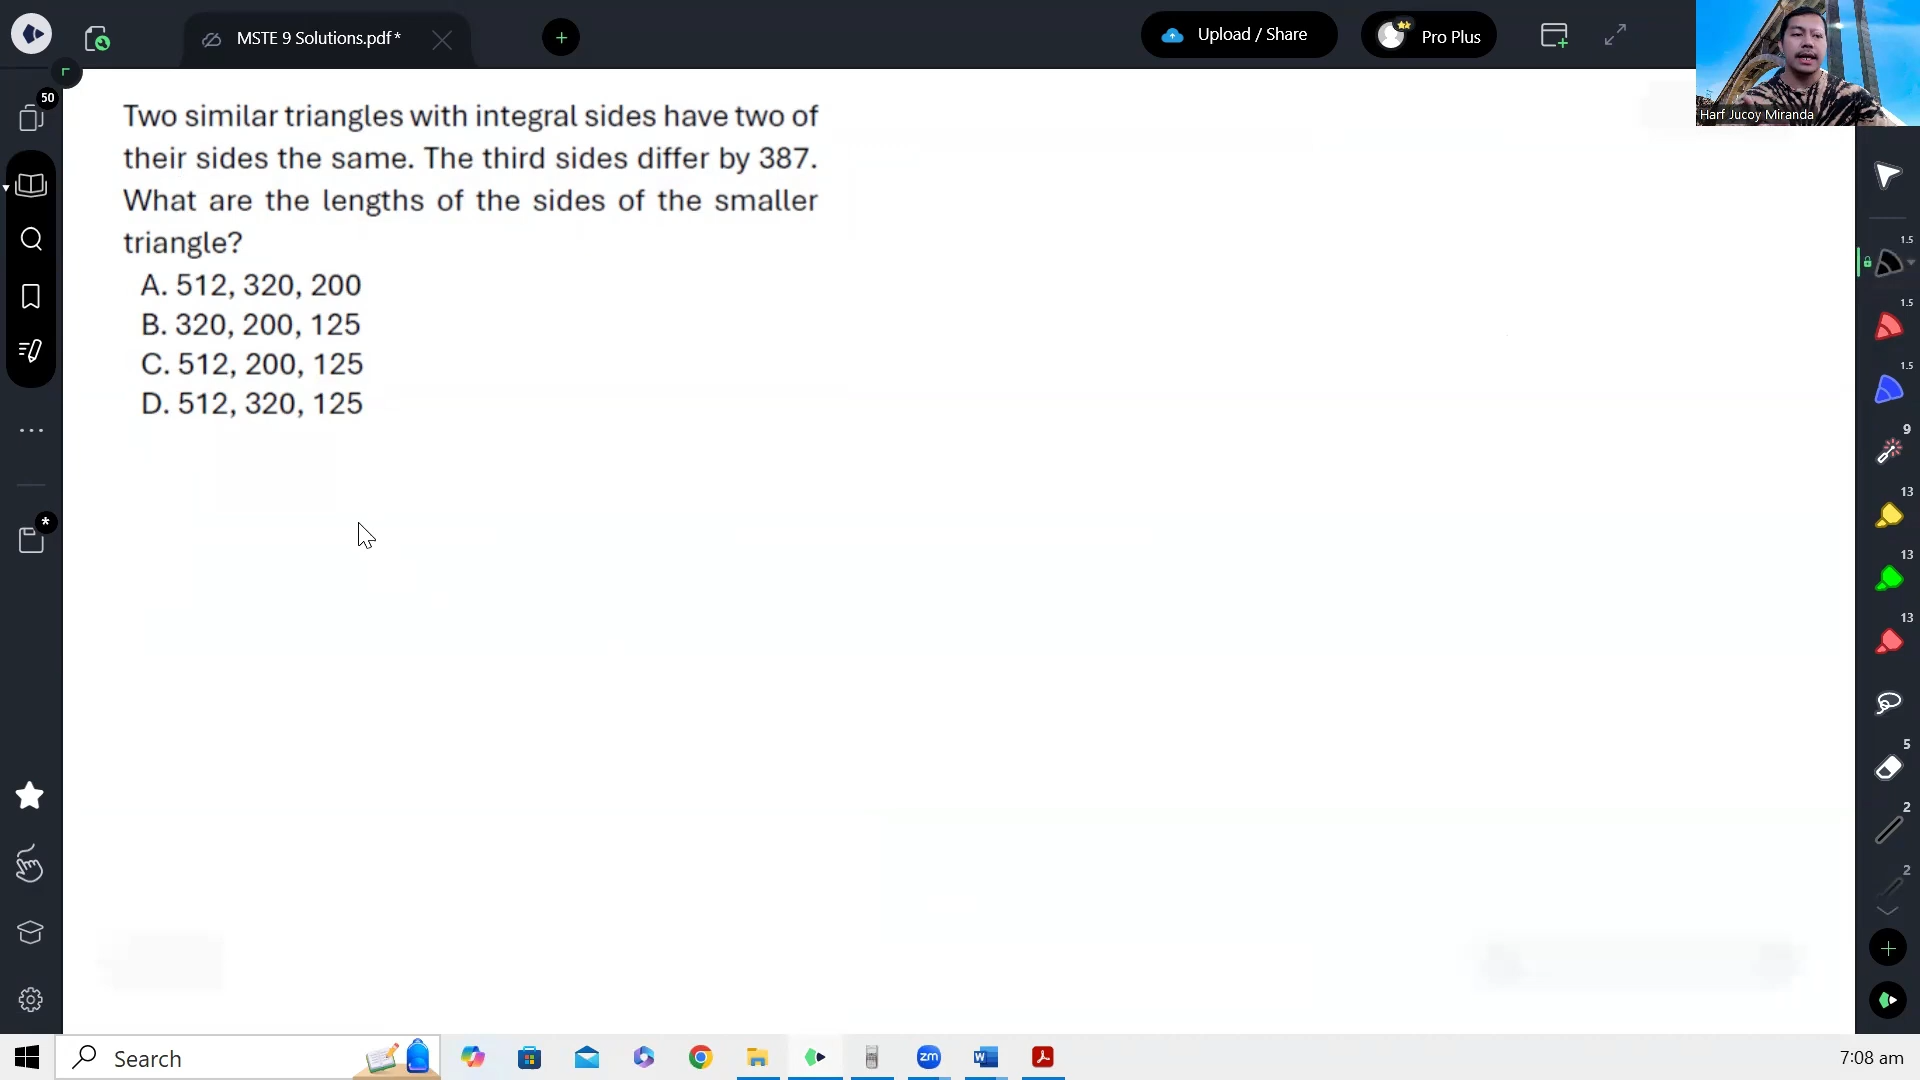 MSTE 9 Solutions.pdf*
Upload / Share
Pro Plus
Harf Jucoy Miranda
50
Two similar triangles with integral sides have two of
their sides the same. The third sides differ by 387.
What are the lengths of the sides of the smaller
triangle?
A. 512, 320, 200
B. 320, 200, 125
C. 512, 200, 125
D. 512, 320, 125
1.5
1.5
1.5
9
13
13
13
5
2
2
Search
zm
W
7:08 am